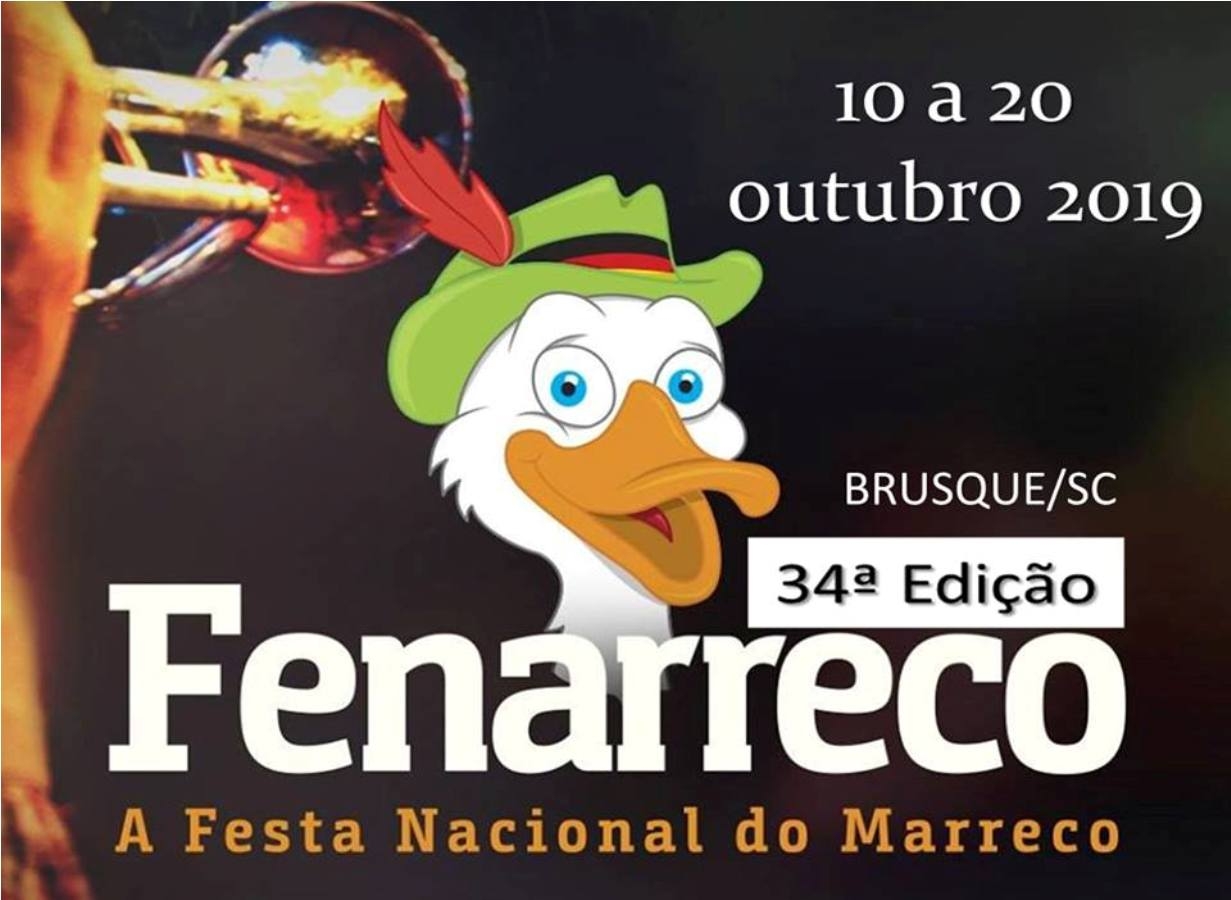 10 a 20
outubro 2019
BRUSQUE/SC
34ª Edição
Fenarreco
A Festa Nacional do Marreco